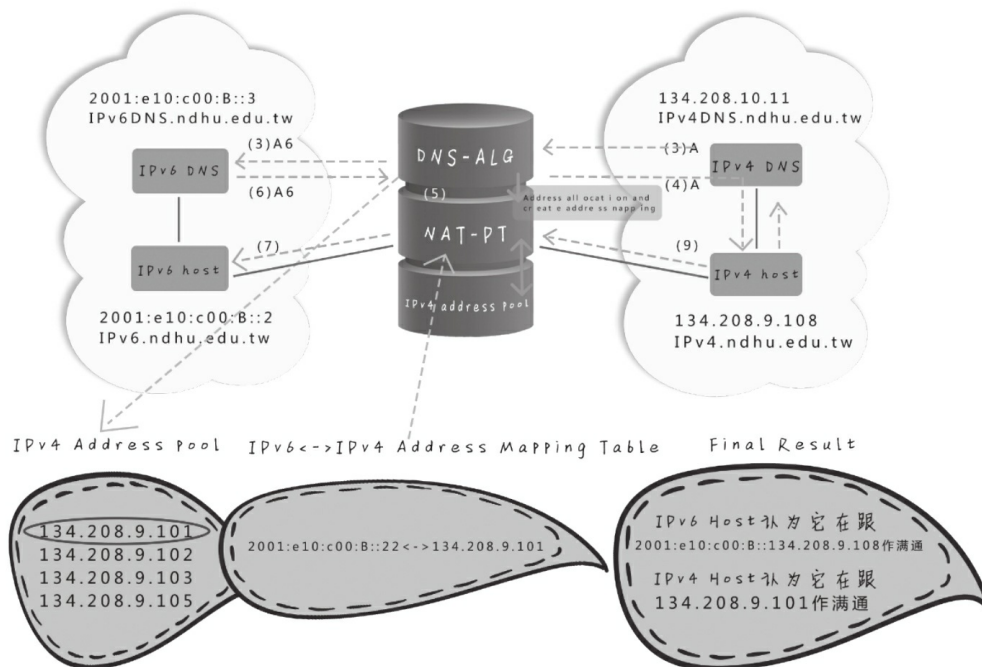 2001:e10:c00:B::3
IPv6DNS.ndhu.edu.tw
(3)A6
IPv6 DNS
(6)A6
(7)
IPv6 host
2001:e10:c00:B::2
IPv6.ndhu.edu.tw
DNS-ALG
(5)
Address all ocat i on and
cr eat e addre ss napp ing
NAT-PT
IPv4 address pool
134.208.10.11
IPv4DNS.ndhu.edu.tw
(3)A
IPv4 DNS
(4)A
(9)
IPv4 host
134.208.9.108
IPv4.ndhu.edu.tw
IPv4 Address pool
134.208.9.101
134.208.9.102
134.208.9.103
134.208.9.105
IPv6<->IPv4 Address Mapping Table
2001:e10:c00:B::22<->134.208.9.101
Final Result
IPv6 Host认为它在跟
2001:e10:c00:B::134.208.9.108作满通
IPv4 Host认为它在跟
134.208.9.101作满通